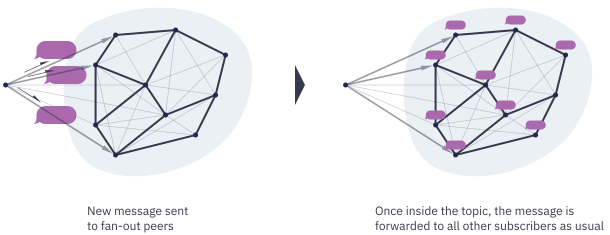 New message sent
to fan-out peers
Once inside the topic, the message is
forwarded to all other subscribers as usual